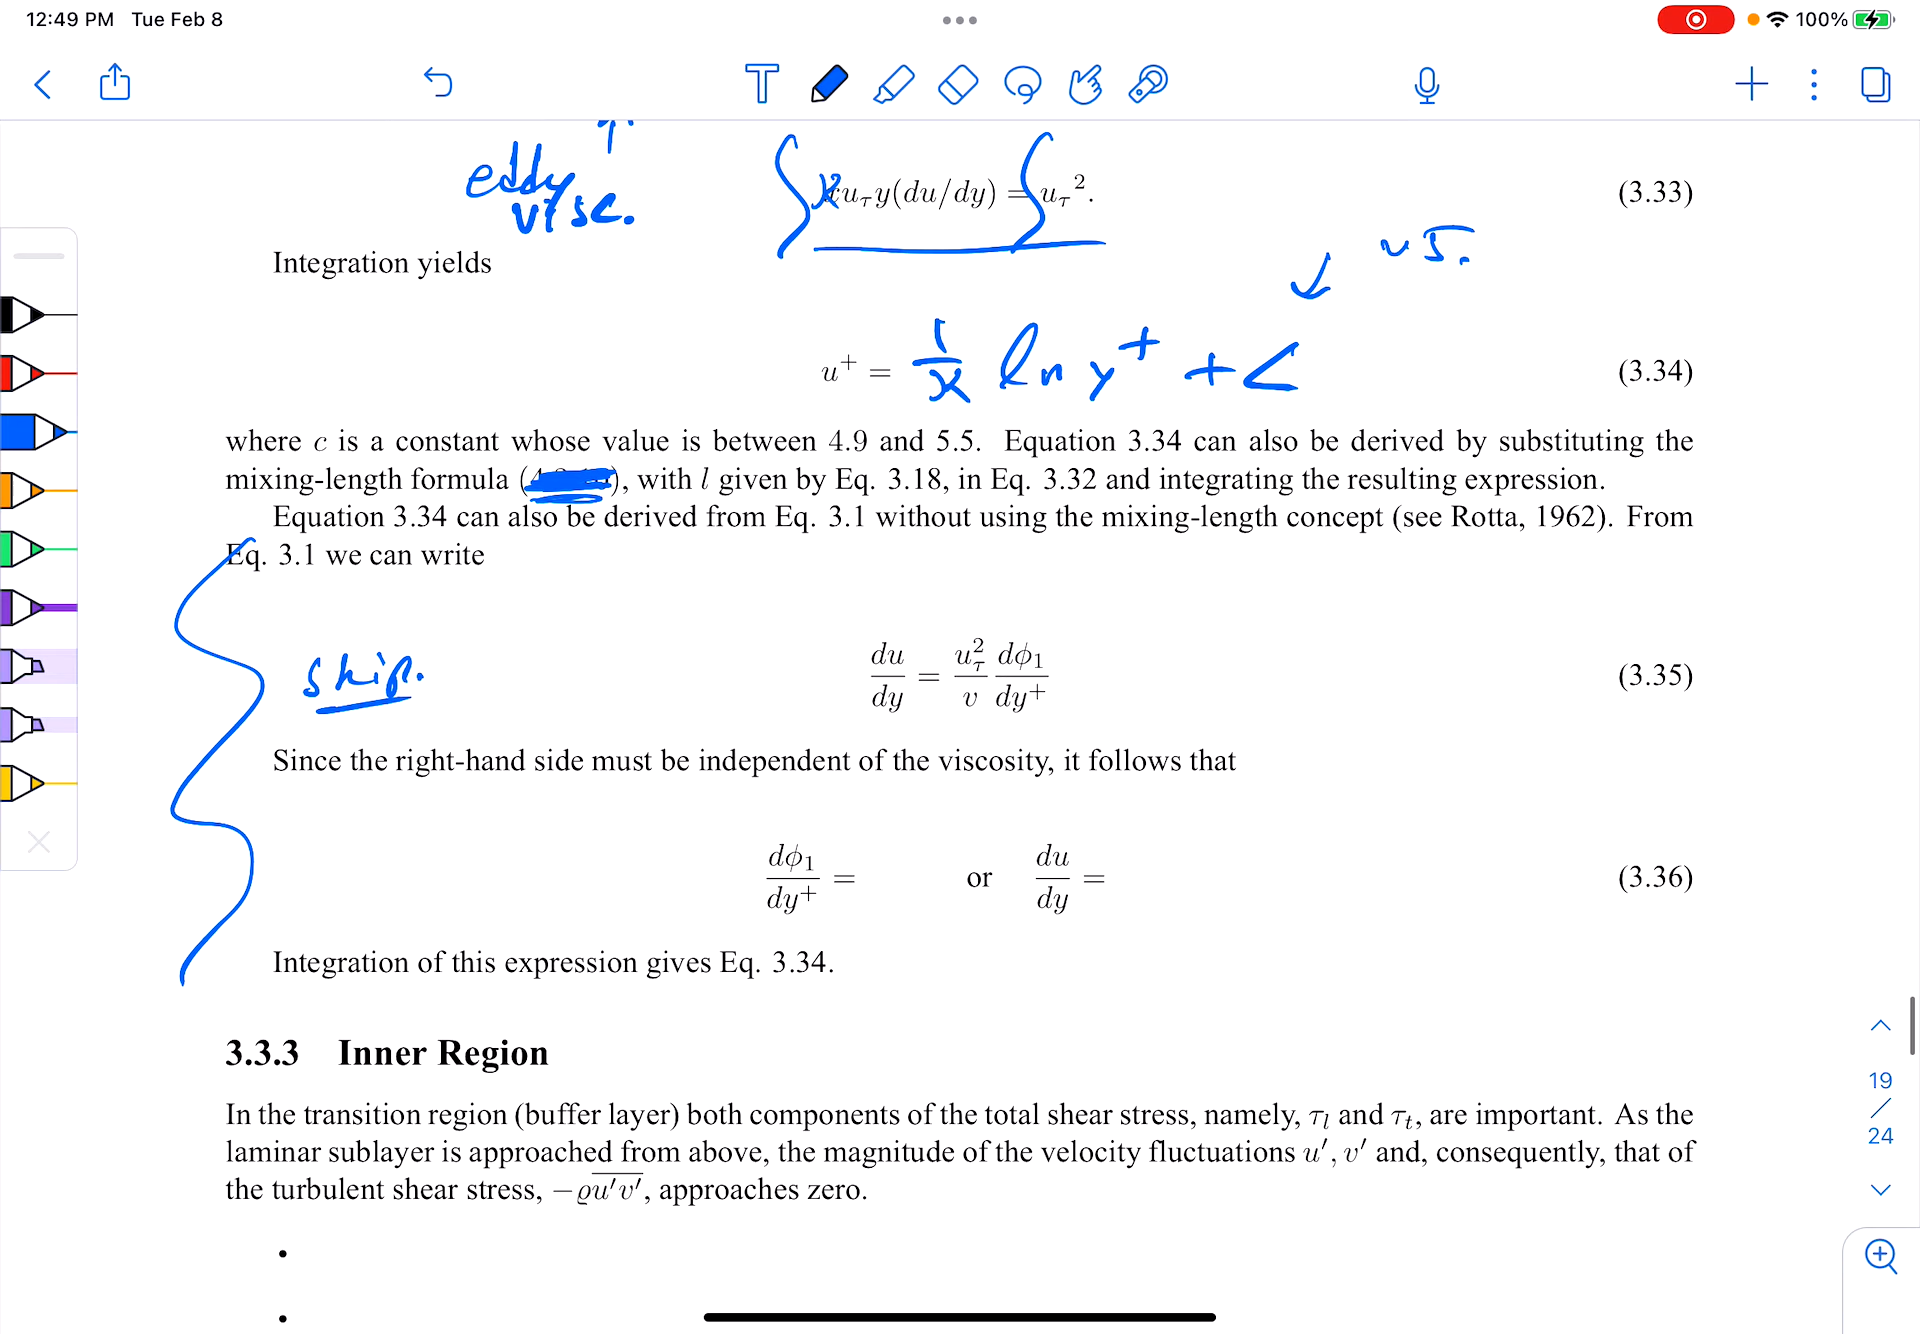 12:49 PM Tue Feb 8
100%
eddy
visc.
κu_τ y(du/dy) = u_τ².
(3.33)
Integration yields
~ 5.
u⁺ = 1/κ ln y⁺ + C
(3.34)
where c is a constant whose value is between 4.9 and 5.5. Equation 3.34 can also be derived by substituting the
mixing-length formula ( ), with l given by Eq. 3.18, in Eq. 3.32 and integrating the resulting expression.
Equation 3.34 can also be derived from Eq. 3.1 without using the mixing-length concept (see Rotta, 1962). From
Eq. 3.1 we can write
skip.
du/dy = u_τ²/v dϕ₁/dy⁺
(3.35)
Since the right-hand side must be independent of the viscosity, it follows that
dϕ₁/dy⁺ = or du/dy =
(3.36)
Integration of this expression gives Eq. 3.34.
3.3.3 Inner Region
In the transition region (buffer layer) both components of the total shear stress, namely, τ_l and τ_t, are important. As the
laminar sublayer is approached from above, the magnitude of the velocity fluctuations u′, v′ and, consequently, that of
the turbulent shear stress, −ϱu′v′, approaches zero.
•
•
19
/
24